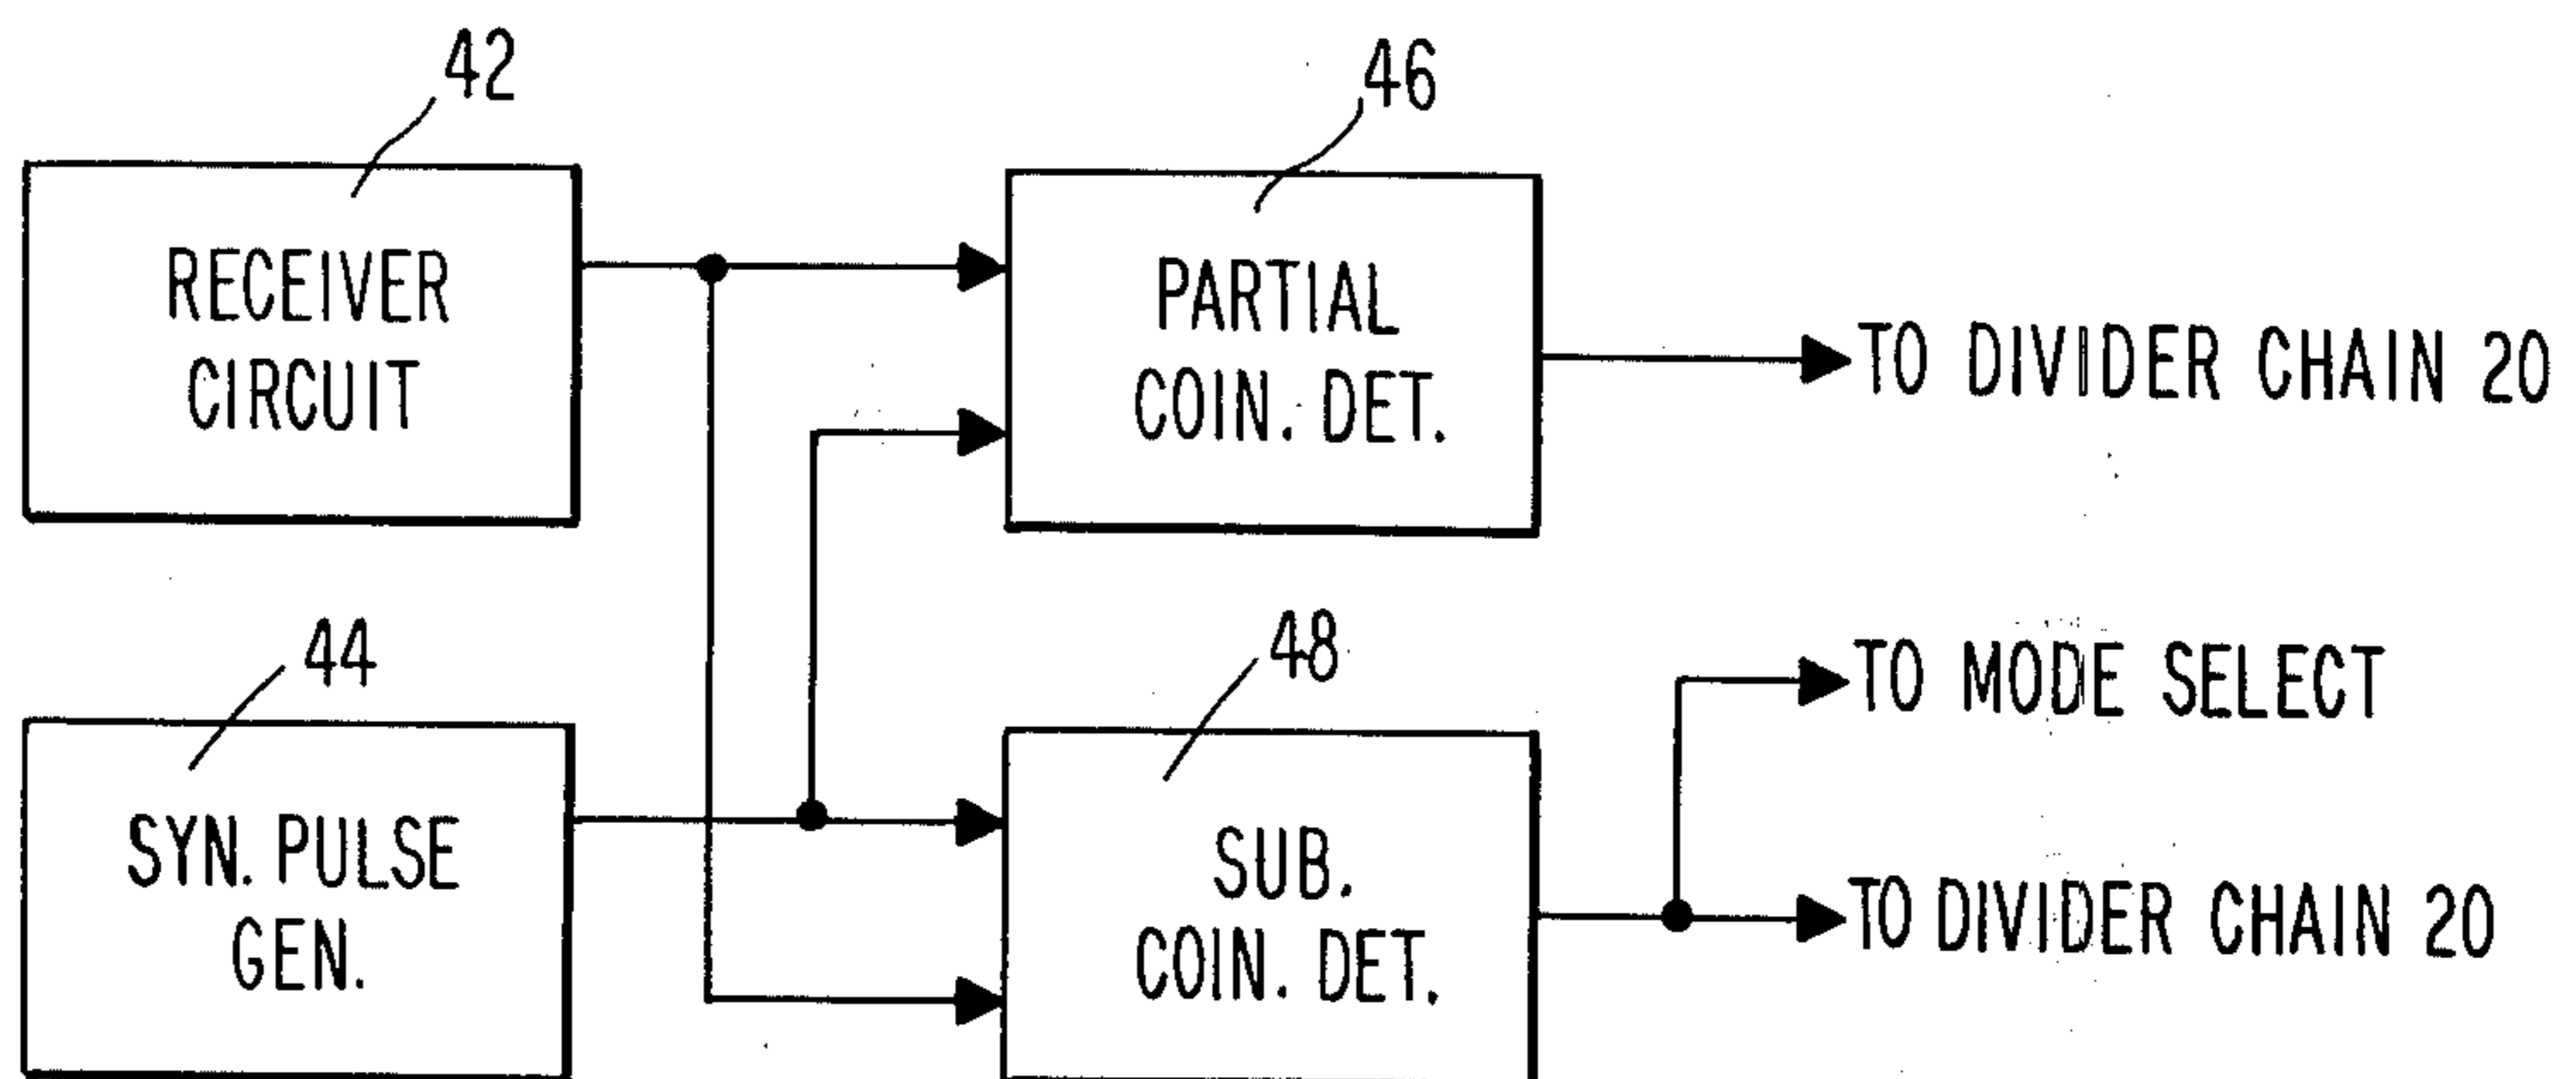 42
46
RECEIVER
CIRCUIT
PARTIAL
COIN. DET.
TO DIVIDER CHAIN 20
44
48
TO MODE SELECT
SYN. PULSE
GEN.
SUB.
COIN. DET.
TO DIVIDER CHAIN 20